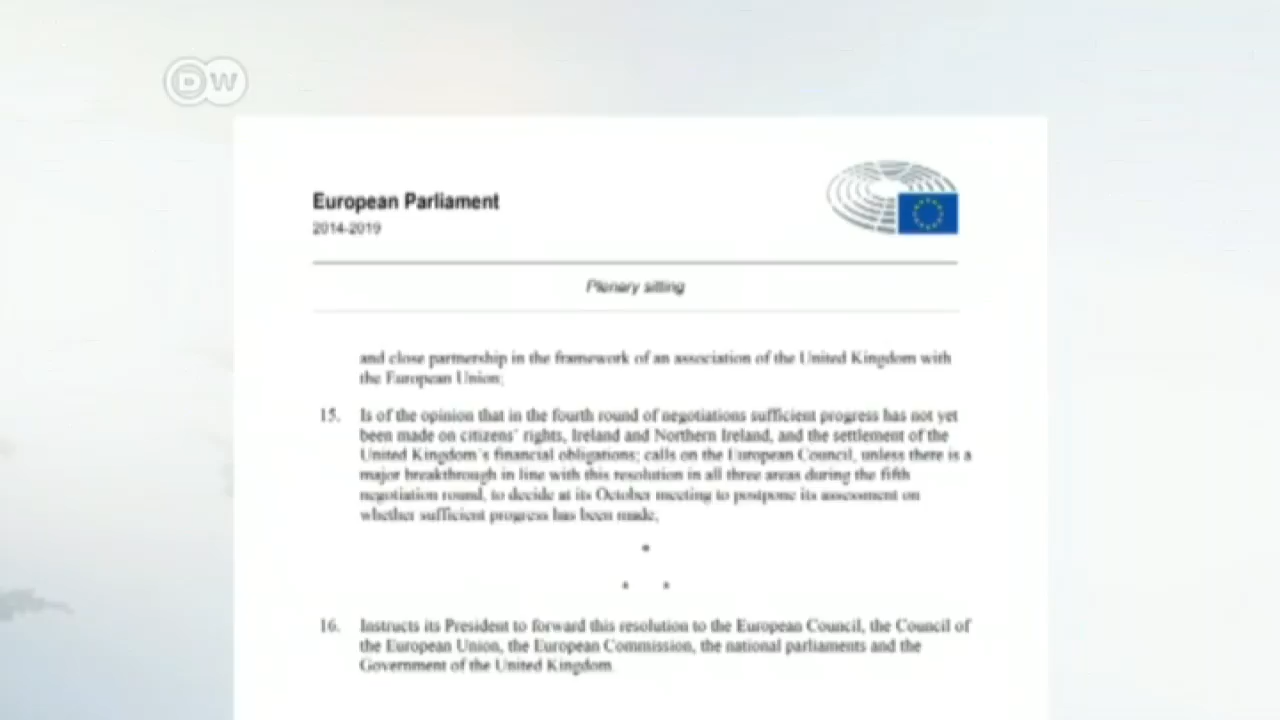 DW
European Parliament
2014-2019
Plenary sitting
and close partnership in the framework of an association of the United Kingdom with
the European Union;
15. Is of the opinion that in the fourth round of negotiations sufficient progress has not yet
been made on citizens' rights, Ireland and Northern Ireland, and the settlement of the
United Kingdom's financial obligations; calls on the European Council, unless there is a
major breakthrough in line with this resolution in all three areas during the fifth
negotiation round, to decide at its October meeting to postpone its assessment on
whether sufficient progress has been made;
*
* *
16. Instructs its President to forward this resolution to the European Council, the Council of
the European Union, the European Commission, the national parliaments and the
Government of the United Kingdom.